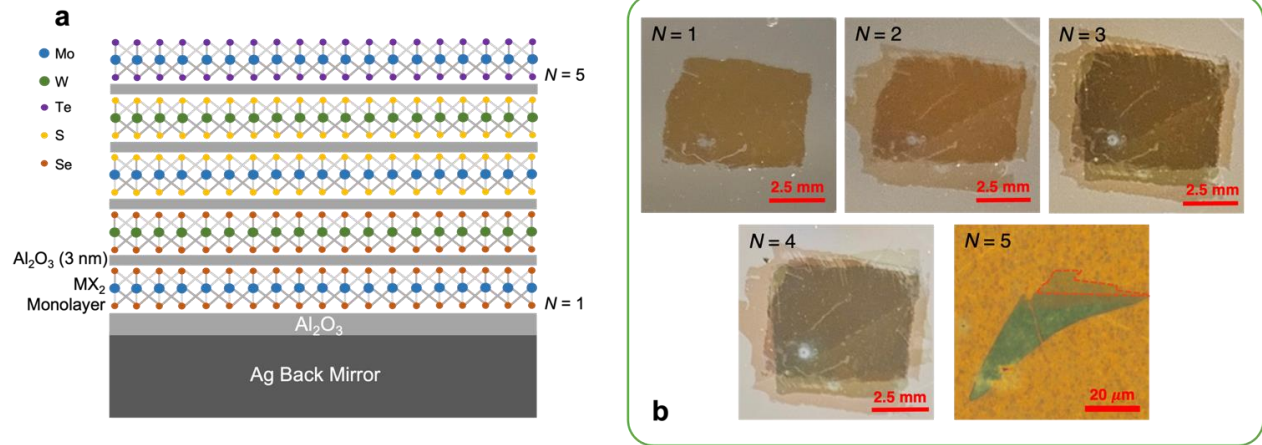 a
Mo
W
Te
S
Se
N = 5
Al₂O₃ (3 nm)
MX₂
Monolayer
N = 1
Al₂O₃
Ag Back Mirror
b
N = 1
2.5 mm
N = 2
2.5 mm
N = 3
2.5 mm
N = 4
2.5 mm
N = 5
20 μm